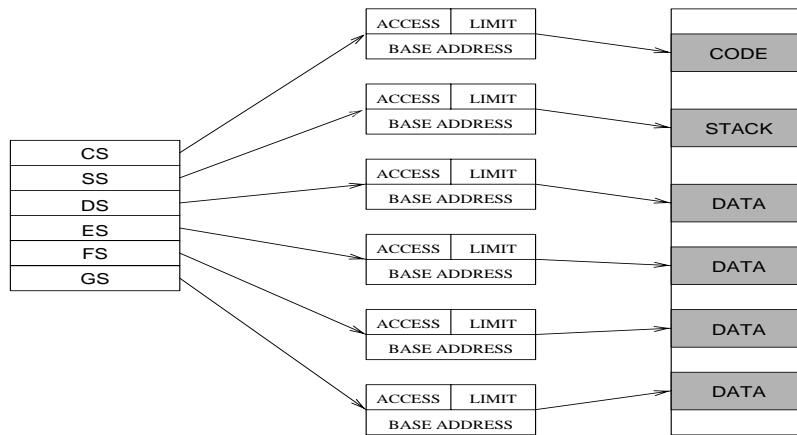 CS
SS
DS
ES
FS
GS
ACCESS LIMIT
BASE ADDRESS
ACCESS LIMIT
BASE ADDRESS
ACCESS LIMIT
BASE ADDRESS
ACCESS LIMIT
BASE ADDRESS
ACCESS LIMIT
BASE ADDRESS
ACCESS LIMIT
BASE ADDRESS
CODE
STACK
DATA
DATA
DATA
DATA